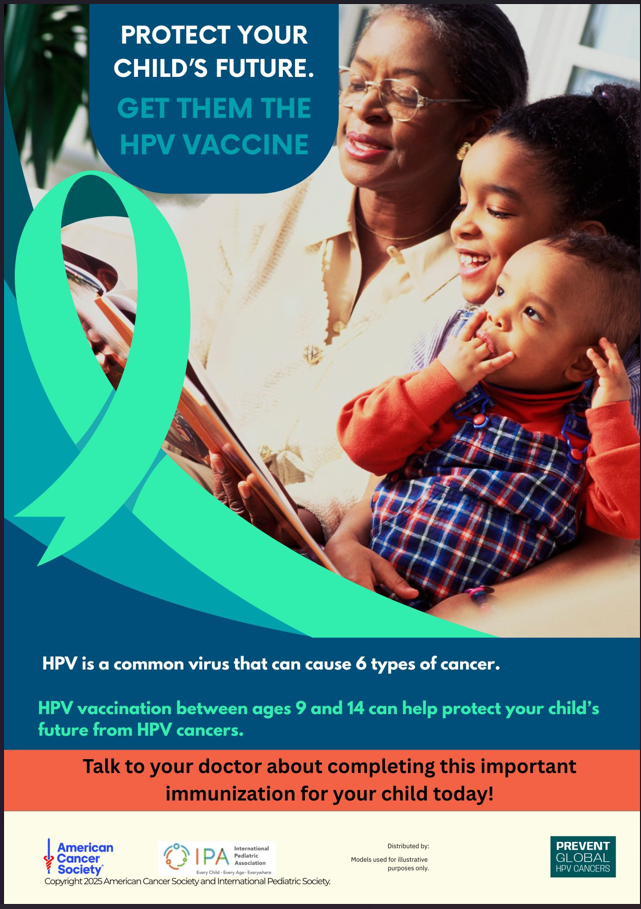 PROTECT YOUR
CHILD'S FUTURE.
GET THEM THE
HPV VACCINE
HPV is a common virus that can cause 6 types of cancer.
HPV vaccination between ages 9 and 14 can help protect your child's
future from HPV cancers.
Talk to your doctor about completing this important
immunization for your child today!
American
Cancer
Society
IPA
International
Pediatric
Association
Every Child - Every Age - Everywhere
Copyright 2025 American Cancer Society and International Pediatric Society.
Distributed by:
Models used for illustrative
purposes only.
PREVENT
GLOBAL
HPV CANCERS